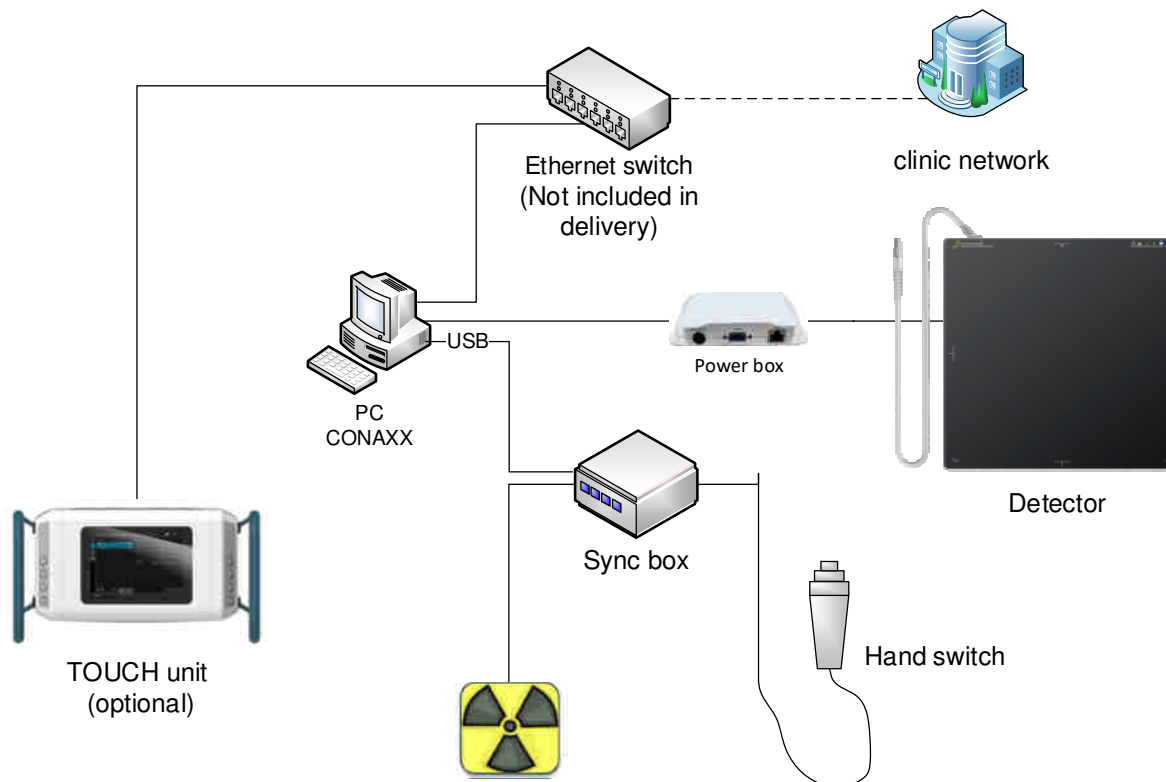 Ethernet switch
(Not included in
delivery)
clinic network
USB
Power box
PC
CONAXX
Detector
Sync box
TOUCH unit
(optional)
Hand switch